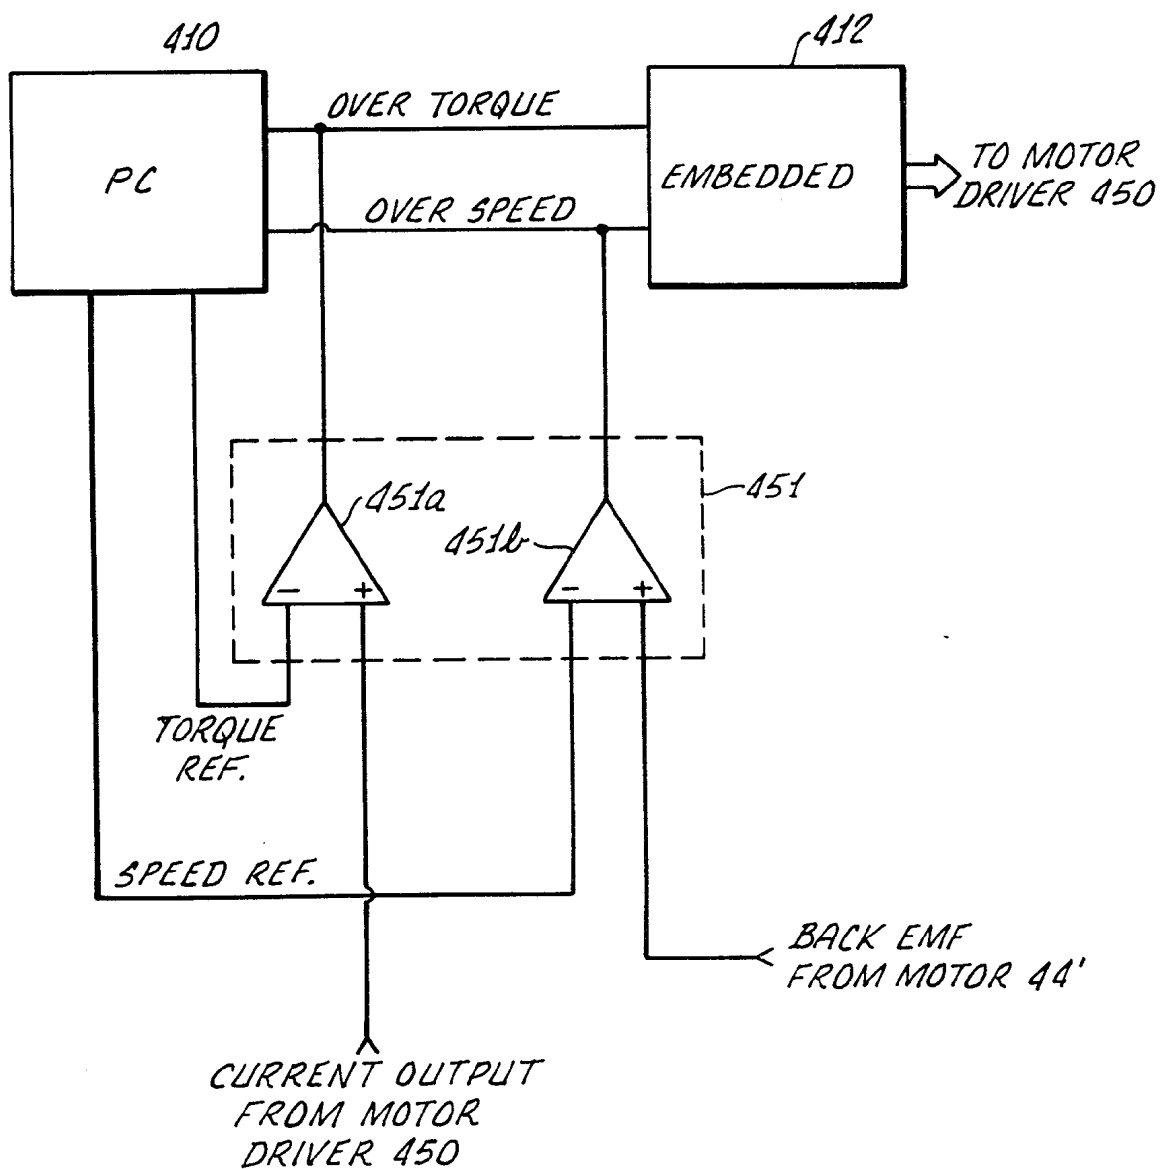 410
412
OVER TORQUE
PC
EMBEDDED
TO MOTOR
DRIVER 450
OVER SPEED
451a
451b
451
- +
- +
TORQUE
REF.
SPEED REF.
BACK EMF
FROM MOTOR 44'
CURRENT OUTPUT
FROM MOTOR
DRIVER 450